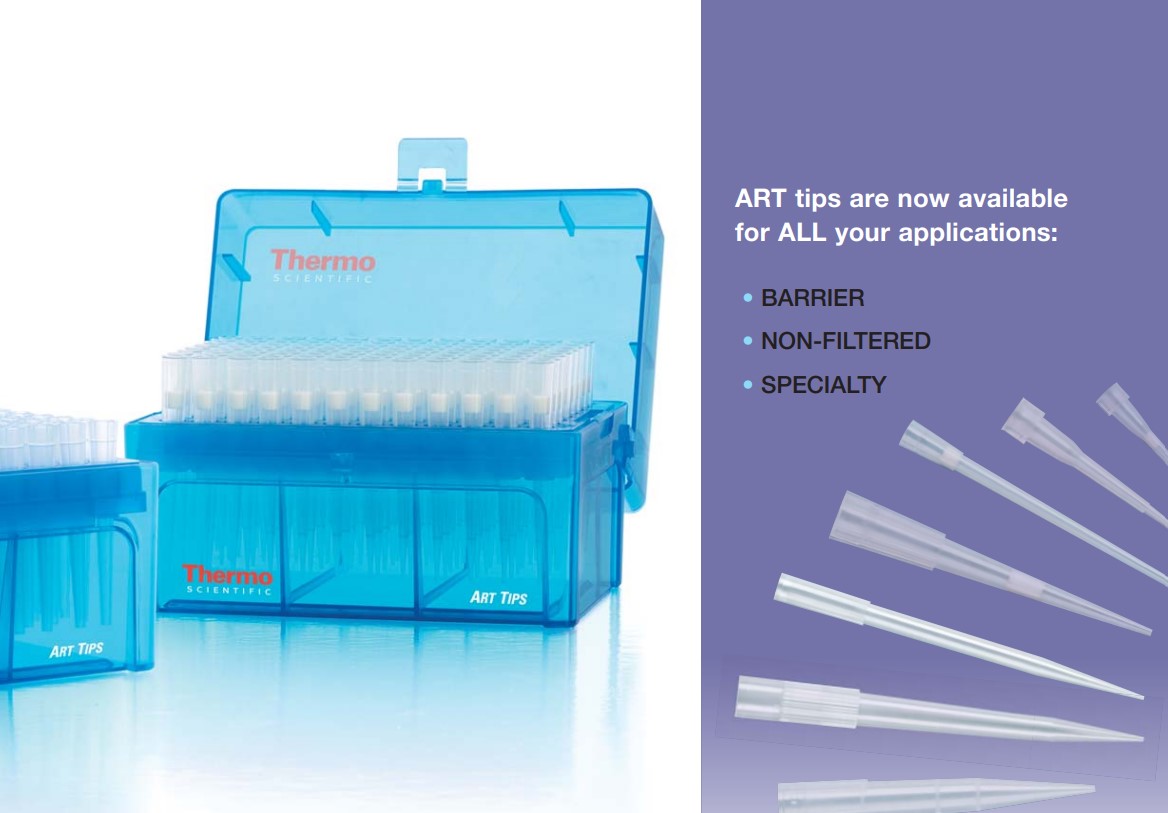 Thermo
SCIENTIFIC
Thermo
SCIENTIFIC
ART TIPS
ART TIPS
ART tips are now available
for ALL your applications:
• BARRIER
• NON-FILTERED
• SPECIALTY